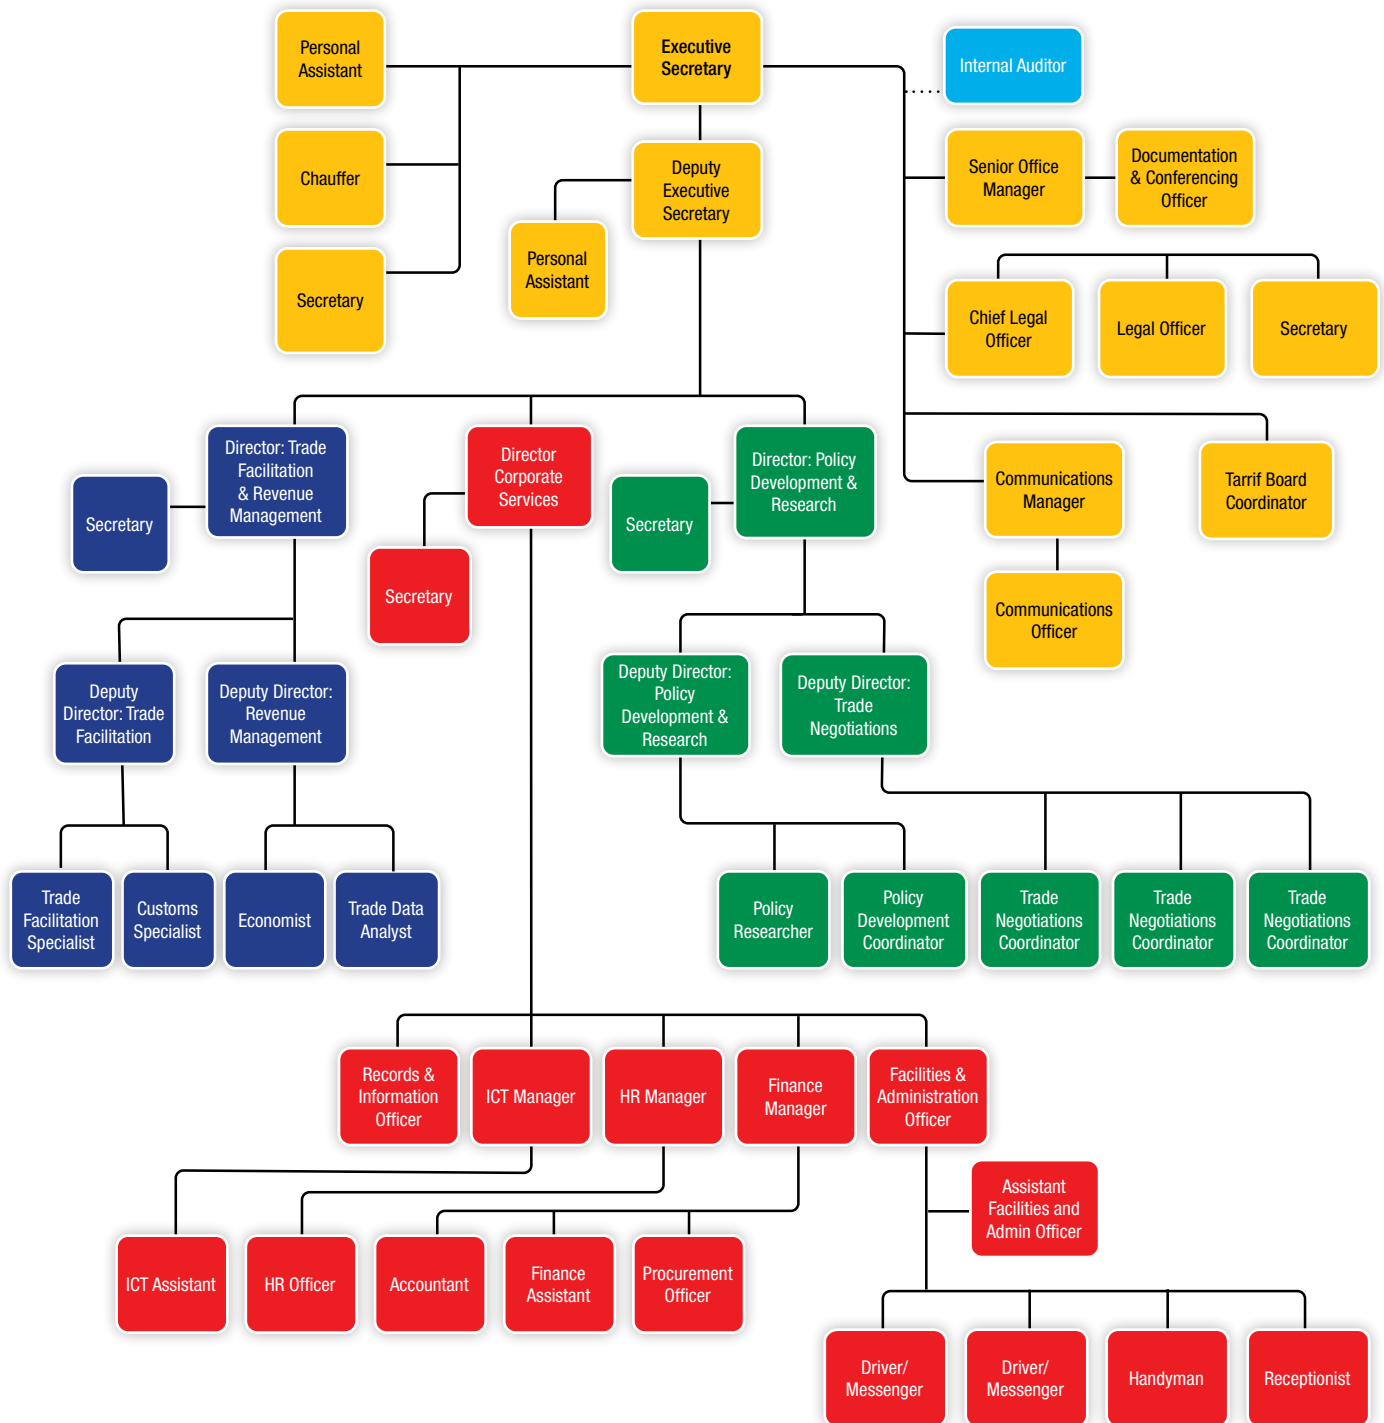 Personal
Assistant
Executive
Secretary
Internal Auditor
Chauffer
Deputy
Executive
Secretary
Senior Office
Manager
Documentation
& Conferencing
Officer
Personal
Assistant
Secretary
Chief Legal
Officer
Legal Officer
Secretary
Director: Trade
Facilitation
& Revenue
Management
Secretary
Director
Corporate
Services
Secretary
Director: Policy
Development &
Research
Secretary
Communications
Manager
Tarrif Board
Coordinator
Communications
Officer
Deputy
Director: Trade
Facilitation
Deputy Director:
Revenue
Management
Deputy Director:
Policy
Development &
Research
Deputy Director:
Trade
Negotiations
Trade
Facilitation
Specialist
Customs
Specialist
Economist
Trade Data
Analyst
Policy
Researcher
Policy
Development
Coordinator
Trade
Negotiations
Coordinator
Trade
Negotiations
Coordinator
Trade
Negotiations
Coordinator
Records &
Information
Officer
ICT Manager
HR Manager
Finance
Manager
Facilities &
Administration
Officer
Assistant
Facilities and
Admin Officer
ICT Assistant
HR Officer
Accountant
Finance
Assistant
Procurement
Officer
Driver/
Messenger
Driver/
Messenger
Handyman
Receptionist